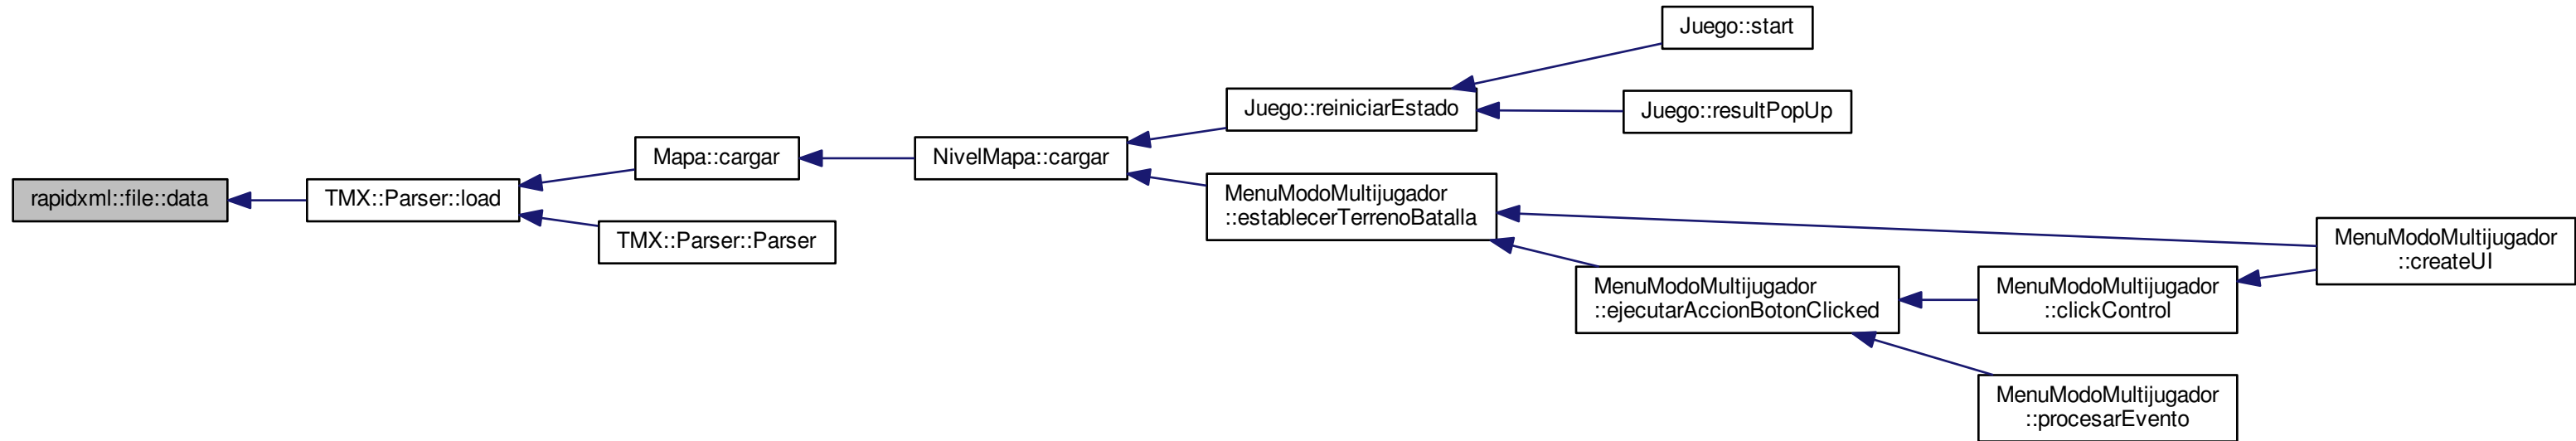 rapidxml::file::data
TMX::Parser::load
Mapa::cargar
TMX::Parser::Parser
NivelMapa::cargar
Juego::reiniciarEstado
Juego::start
Juego::resultPopUp
MenuModoMultijugador
::establecerTerrenoBatalla
MenuModoMultijugador
::ejecutarAccionBotonClicked
MenuModoMultijugador
::clickControl
MenuModoMultijugador
::createUI
MenuModoMultijugador
::procesarEvento